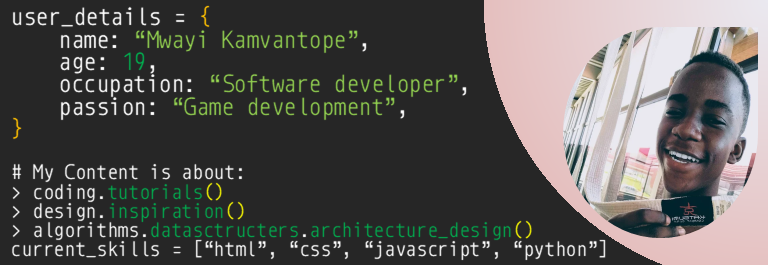 user_details = {
name: “Mwayi Kamvantope”,
age: 19,
occupation: “Software developer”,
passion: “Game development”,
}
# My Content is about:
> coding.tutorials()
> design.inspiration()
> algorithms.datasctructers.architecture_design()
current_skills = [“html”, “css”, “javascript”, “python”]